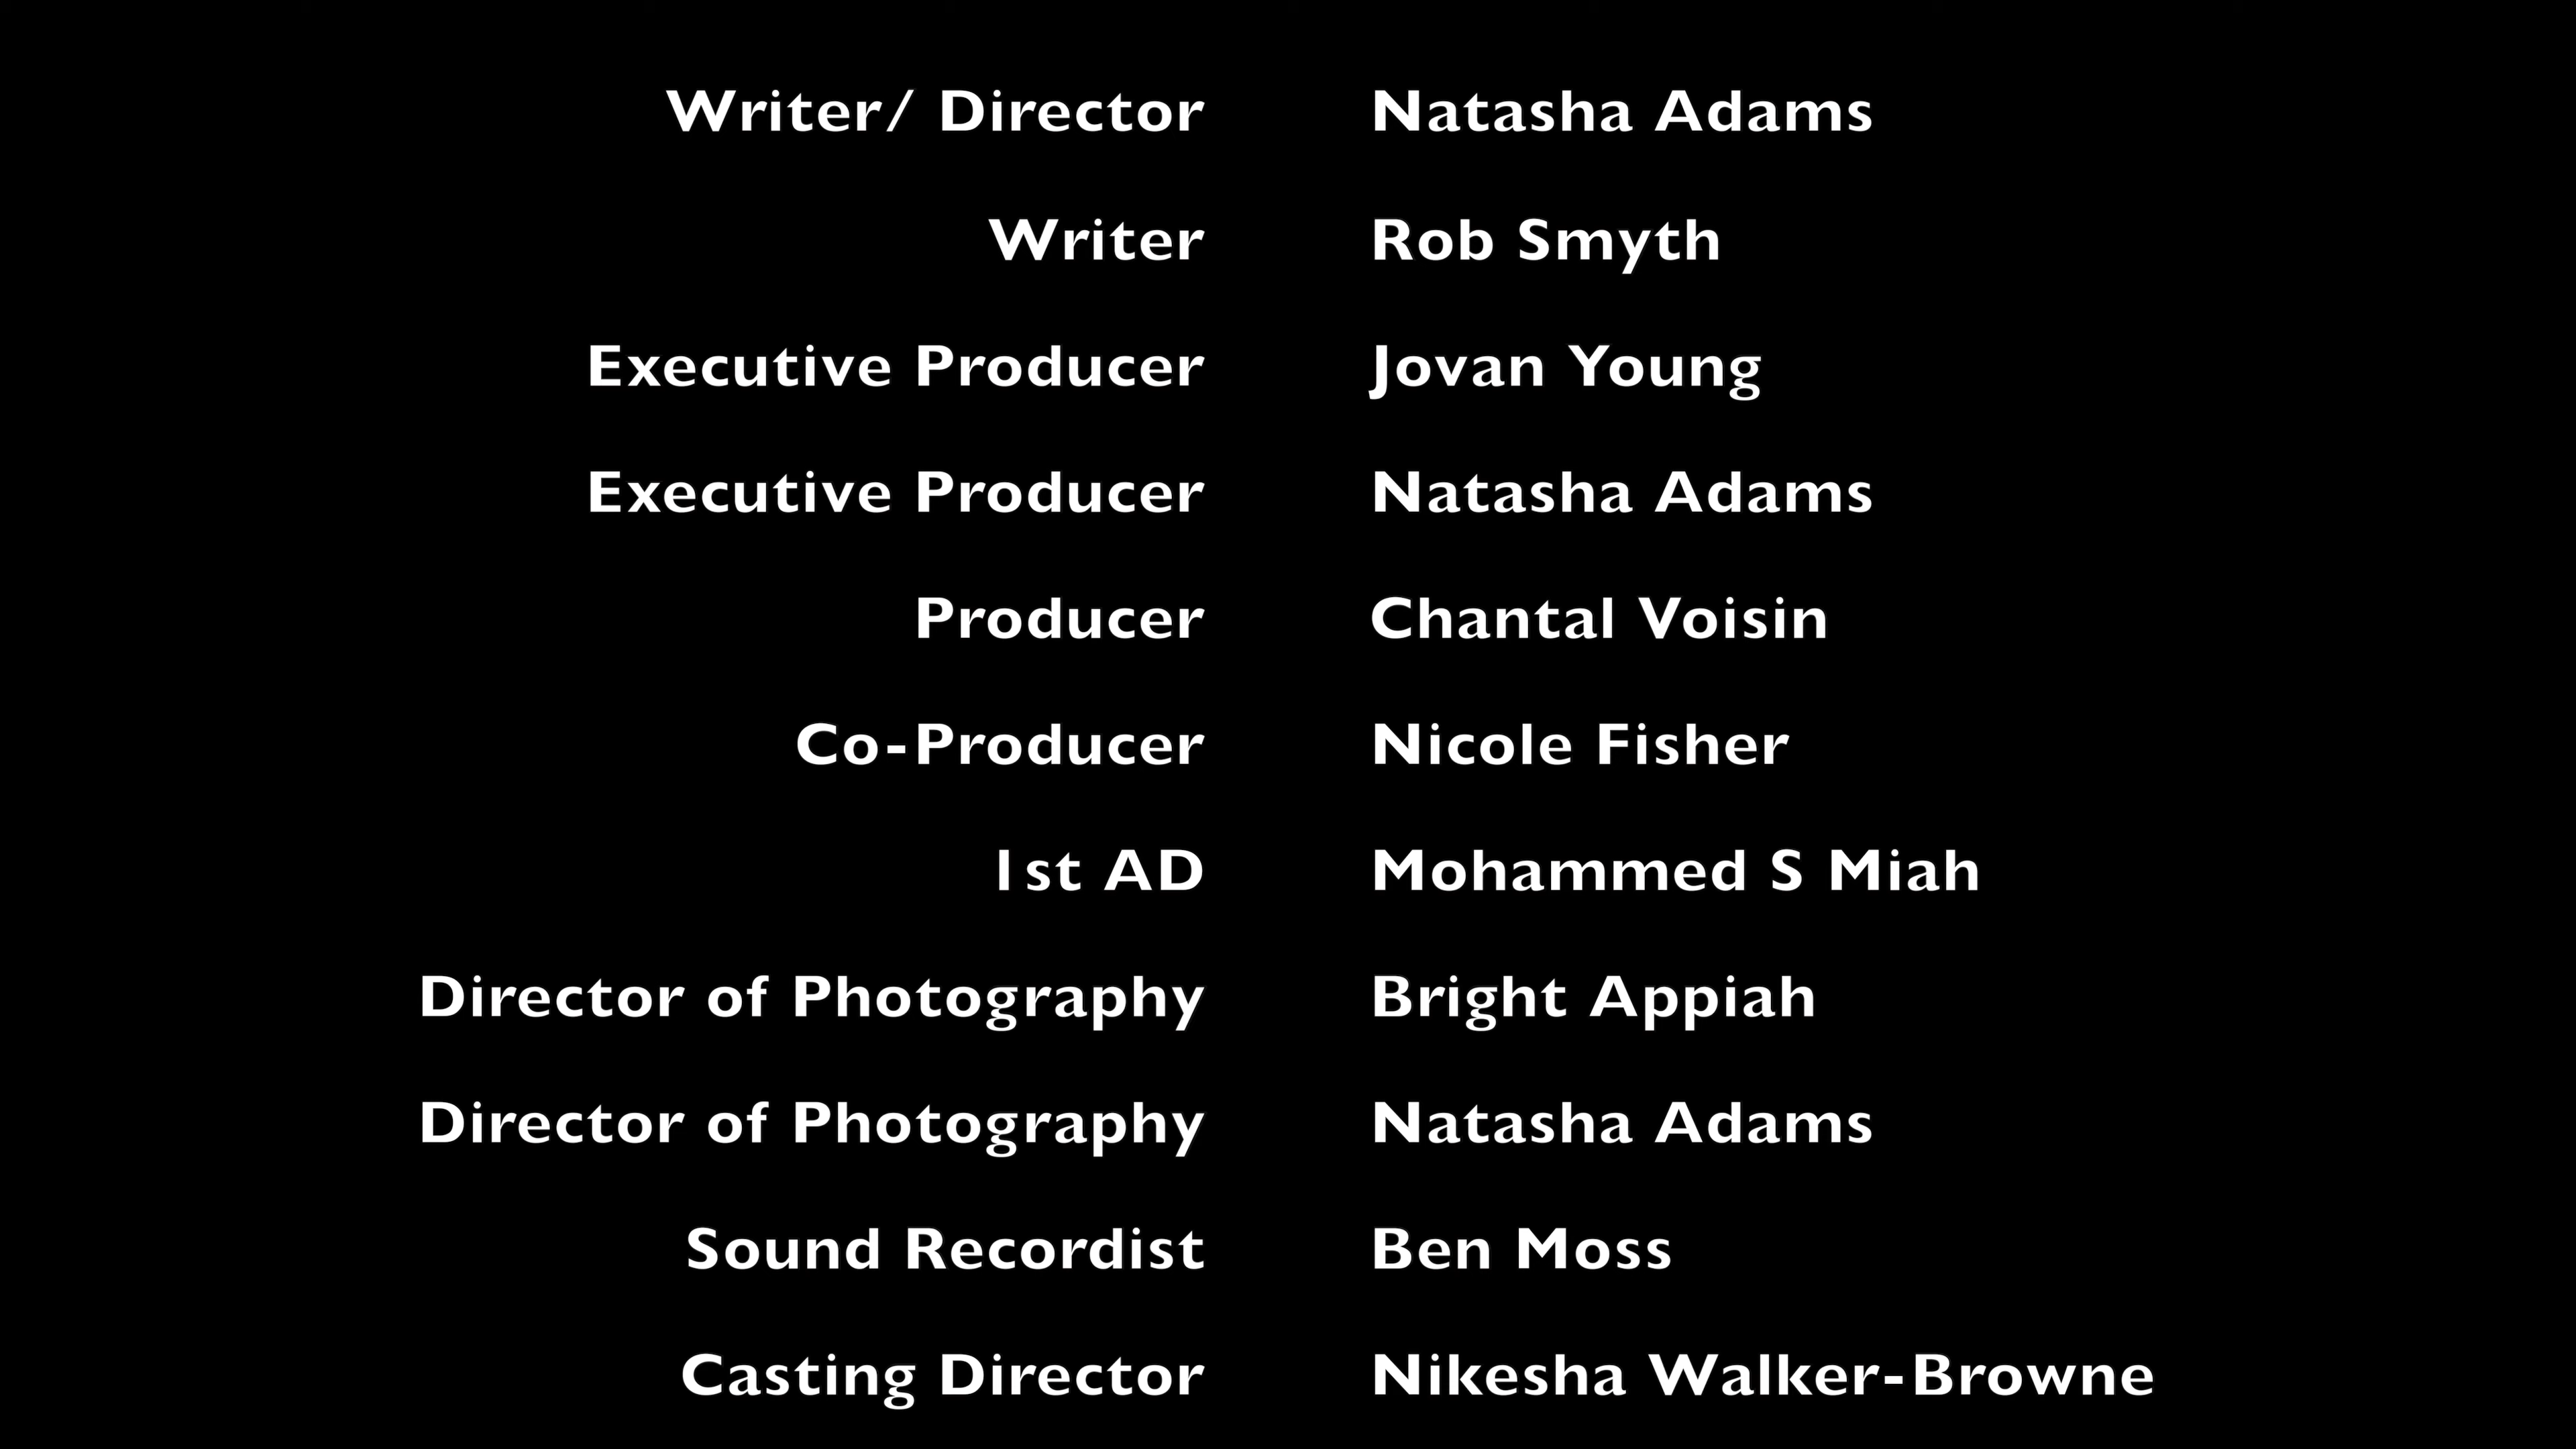 Writer/ Director Natasha Adams
Writer Rob Smyth
Executive Producer Jovan Young
Executive Producer Natasha Adams
Producer Chantal Voisin
Co-Producer Nicole Fisher
1st AD Mohammed S Miah
Director of Photography Bright Appiah
Director of Photography Natasha Adams
Sound Recordist Ben Moss
Casting Director Nikesha Walker-Browne